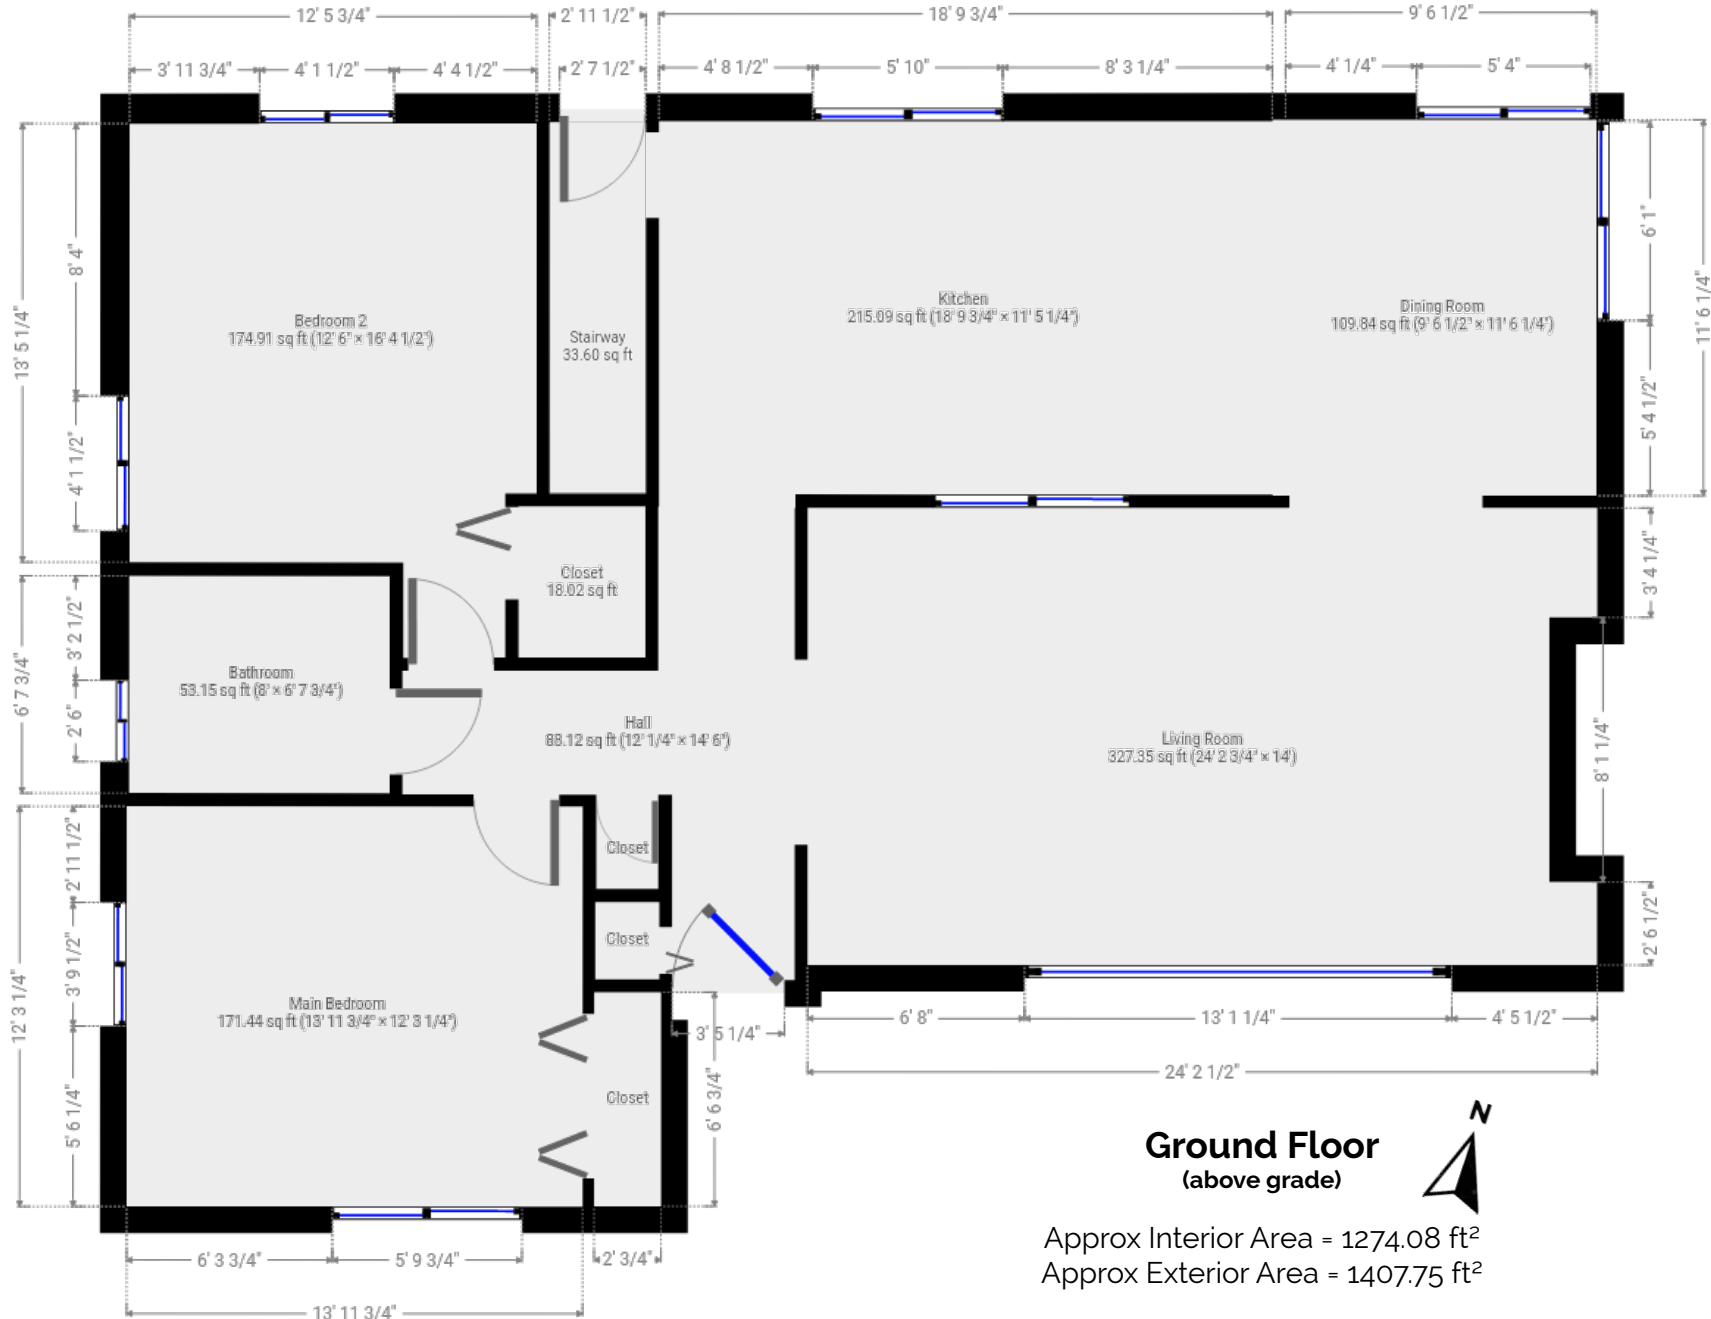 12' 5 3/4"
2' 11 1/2"
18' 9 3/4"
9' 6 1/2"
3' 11 3/4"
4' 1 1/2"
4' 4 1/2"
2' 7 1/2"
4' 8 1/2"
5' 10"
8' 3 1/4"
4' 1/4"
5' 4"
13' 5 1/4"
8' 4"
4' 1 1/2"
6' 1"
5' 4 1/2"
11' 6 1/4"
Bedroom 2
174.91 sq ft (12' 6" × 16' 4 1/2")
Stairway
33.60 sq ft
Kitchen
215.09 sq ft (18' 9 3/4" × 11' 5 1/4")
Dining Room
109.84 sq ft (9' 6 1/2" × 11' 6 1/4")
Closet
18.02 sq ft
3' 4 1/4"
6' 7 3/4"
3' 2 1/2"
2' 6"
Bathroom
53.15 sq ft (8' × 6' 7 3/4")
Hall
88.12 sq ft (12' 1/4" × 14' 6")
Living Room
327.35 sq ft (24' 2 3/4" × 14')
8' 1 1/4"
12' 3 1/4"
2' 11 1/2"
3' 9 1/2"
5' 6 1/4"
Closet
Closet
2' 6 1/2"
Main Bedroom
171.44 sq ft (13' 11 3/4" × 12' 3 1/4")
Closet
3' 5 1/4"
6' 6 3/4"
6' 8"
13' 1 1/4"
4' 5 1/2"
24' 2 1/2"
6' 3 3/4"
5' 9 3/4"
2' 3/4"
13' 11 3/4"
N
Ground Floor
(above grade)
Approx Interior Area = 1274.08 ft²
Approx Exterior Area = 1407.75 ft²